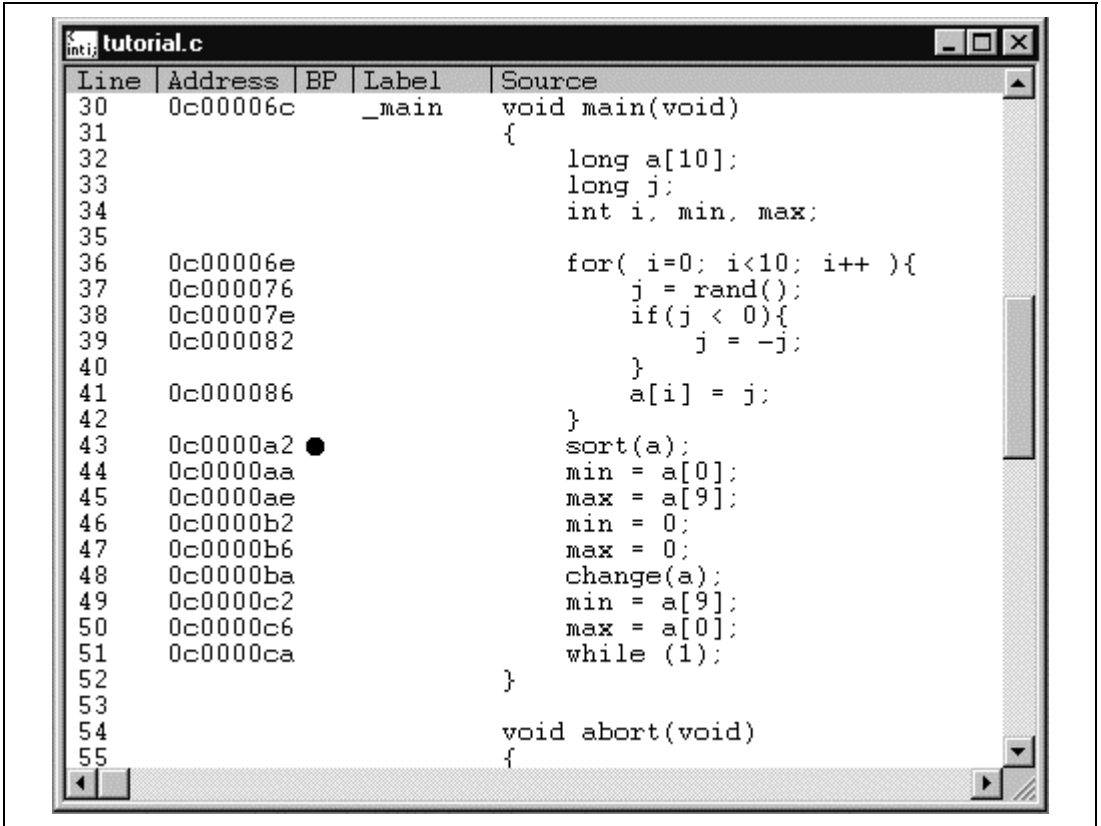 inti; tutorial.c
Line Address BP Label Source
30 0c00006c _main void main(void)
31 {
32 long a[10];
33 long j;
34 int i, min, max;
35
36 0c00006e for( i=0; i<10; i++ ){
37 0c000076 j = rand();
38 0c00007e if(j < 0){
39 0c000082 j = -j;
40 }
41 0c000086 a[i] = j;
42 }
43 0c0000a2 ● sort(a);
44 0c0000aa min = a[0];
45 0c0000ae max = a[9];
46 0c0000b2 min = 0;
47 0c0000b6 max = 0;
48 0c0000ba change(a);
49 0c0000c2 min = a[9];
50 0c0000c6 max = a[0];
51 0c0000ca while (1);
52 }
53
54 void abort(void)
55 {